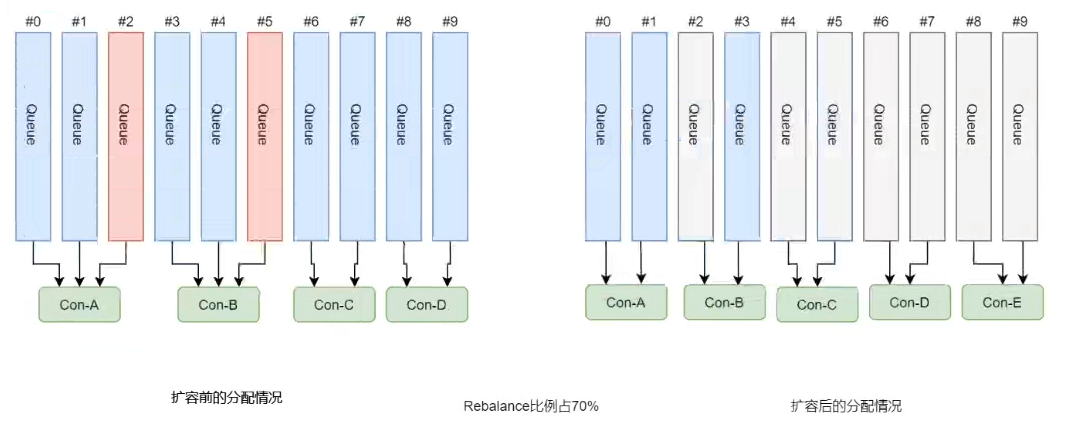 #0 #1 #2 #3 #4 #5 #6 #7 #8 #9
Queue Queue Queue Queue Queue Queue Queue Queue Queue Queue
Con-A Con-B Con-C Con-D
扩容前的分配情况
Rebalance比例占70%
#0 #1 #2 #3 #4 #5 #6 #7 #8 #9
Queue Queue Queue Queue Queue Queue Queue Queue Queue Queue
Con-A Con-B Con-C Con-D Con-E
扩容后的分配情况